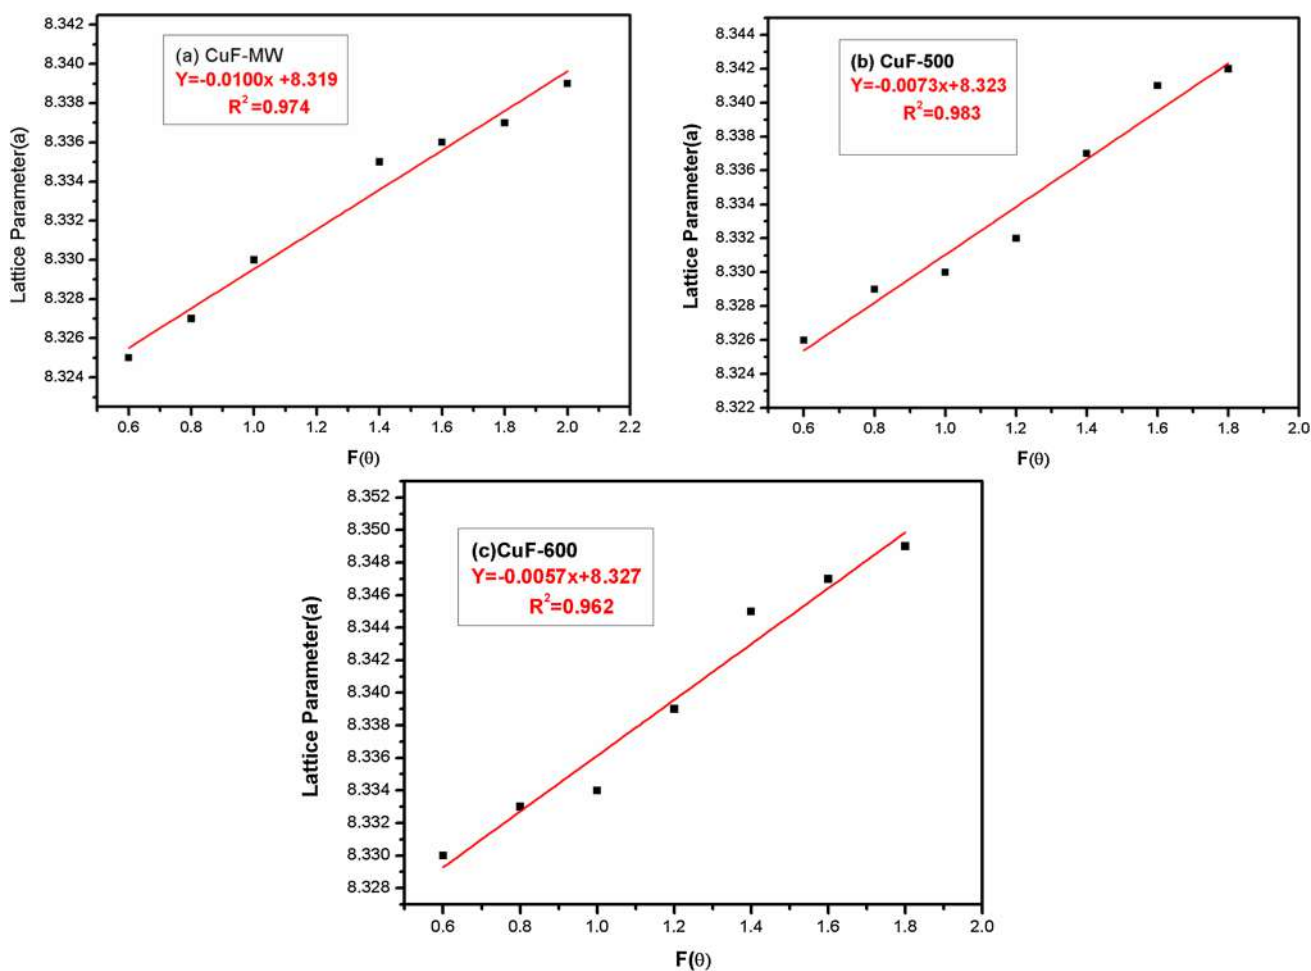 8.342
8.340
8.338
8.336
8.334
8.332
8.330
8.328
8.326
8.324
Lattice Parameter(a)
(a) CuF-MW
Y=-0.0100x +8.319
R²=0.974
0.6 0.8 1.0 1.2 1.4 1.6 1.8 2.0 2.2
F(θ)
8.344
8.342
8.340
8.338
8.336
8.334
8.332
8.330
8.328
8.326
8.324
8.322
Lattice Parameter(a)
(b) CuF-500
Y=-0.0073x+8.323
R²=0.983
0.6 0.8 1.0 1.2 1.4 1.6 1.8 2.0
F(θ)
8.352
8.350
8.348
8.346
8.344
8.342
8.340
8.338
8.336
8.334
8.332
8.330
8.328
Lattice Parameter(a)
(c)CuF-600
Y=-0.0057x+8.327
R²=0.962
0.6 0.8 1.0 1.2 1.4 1.6 1.8 2.0
F(θ)